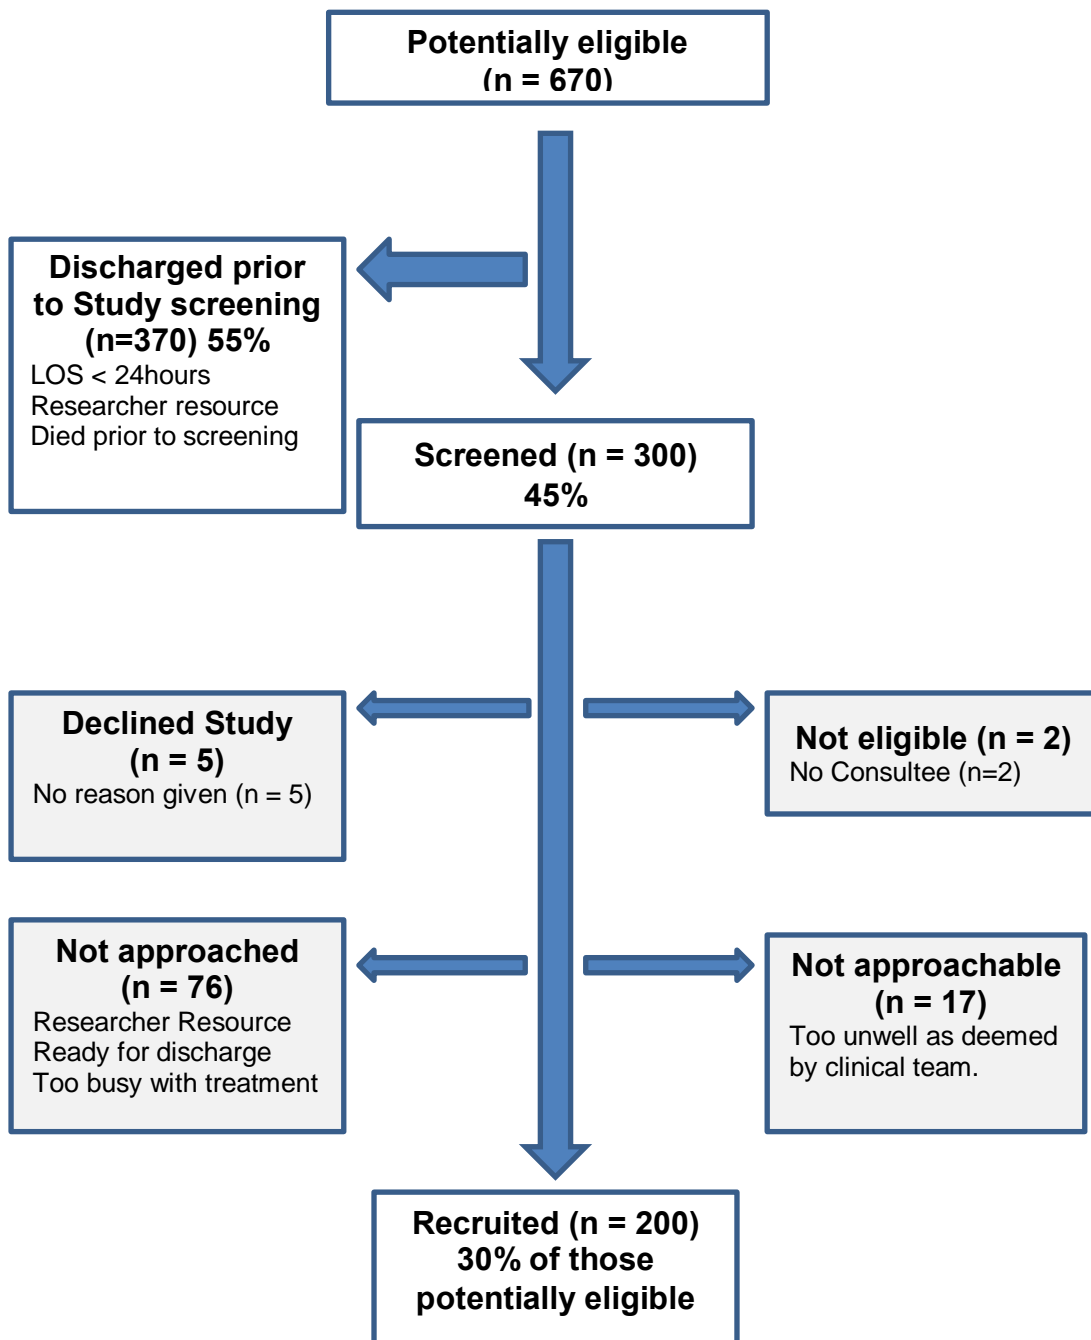 Potentially eligible
(n = 670)
Discharged prior
to Study screening
(n=370) 55%
LOS < 24hours
Researcher resource
Died prior to screening
Screened (n = 300)
45%
Declined Study
(n = 5)
No reason given (n = 5)
Not eligible (n = 2)
No Consultee (n=2)
Not approached
(n = 76)
Researcher Resource
Ready for discharge
Too busy with treatment
Not approachable
(n = 17)
Too unwell as deemed
by clinical team.
Recruited (n = 200)
30% of those
potentially eligible